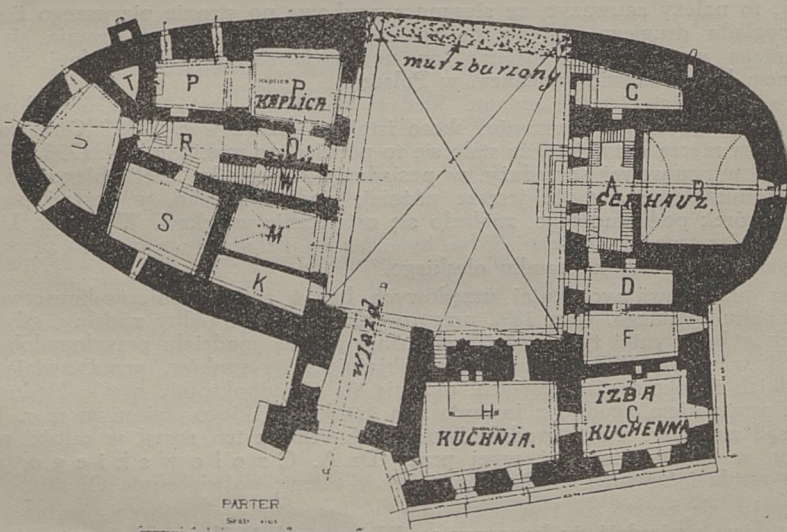 mur zburzony
T
P
P
KAPLICA
C
S
R
O
W
A
B
CEKHAUZ.
S
M
K
D
F
wjazd
H
KUCHNIA.
IZBA
C
KUCHENNA
PARTER